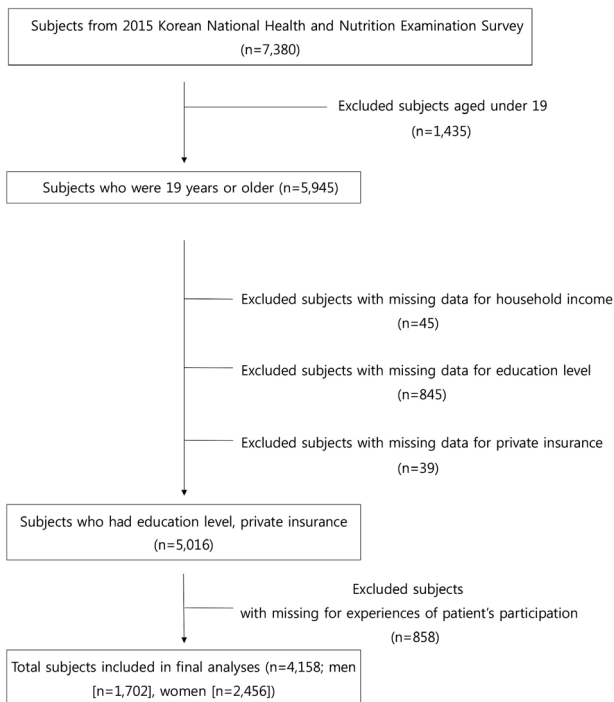 Subjects from 2015 Korean National Health and Nutrition Examination Survey
(n=7,380)
Excluded subjects aged under 19
(n=1,435)
Subjects who were 19 years or older (n=5,945)
Excluded subjects with missing data for household income
(n=45)
Excluded subjects with missing data for education level
(n=845)
Excluded subjects with missing data for private insurance
(n=39)
Subjects who had education level, private insurance
(n=5,016)
Excluded subjects
with missing for experiences of patient's participation
(n=858)
Total subjects included in final analyses (n=4,158; men
[n=1,702], women [n=2,456])